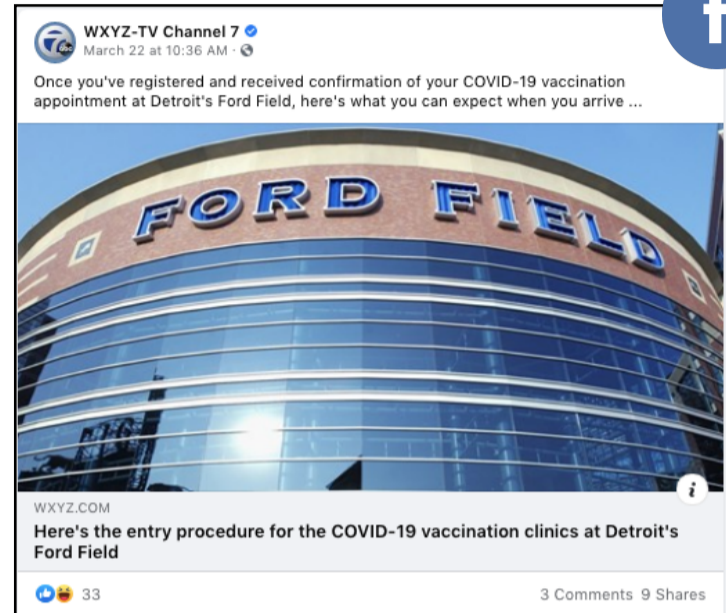 WXYZ-TV Channel 7
March 22 at 10:36 AM ·
Once you've registered and received confirmation of your COVID-19 vaccination
appointment at Detroit's Ford Field, here's what you can expect when you arrive ...
FORD FIELD
i
WXYZ.COM
Here's the entry procedure for the COVID-19 vaccination clinics at Detroit's
Ford Field
33
3 Comments 9 Shares
7
abc
f